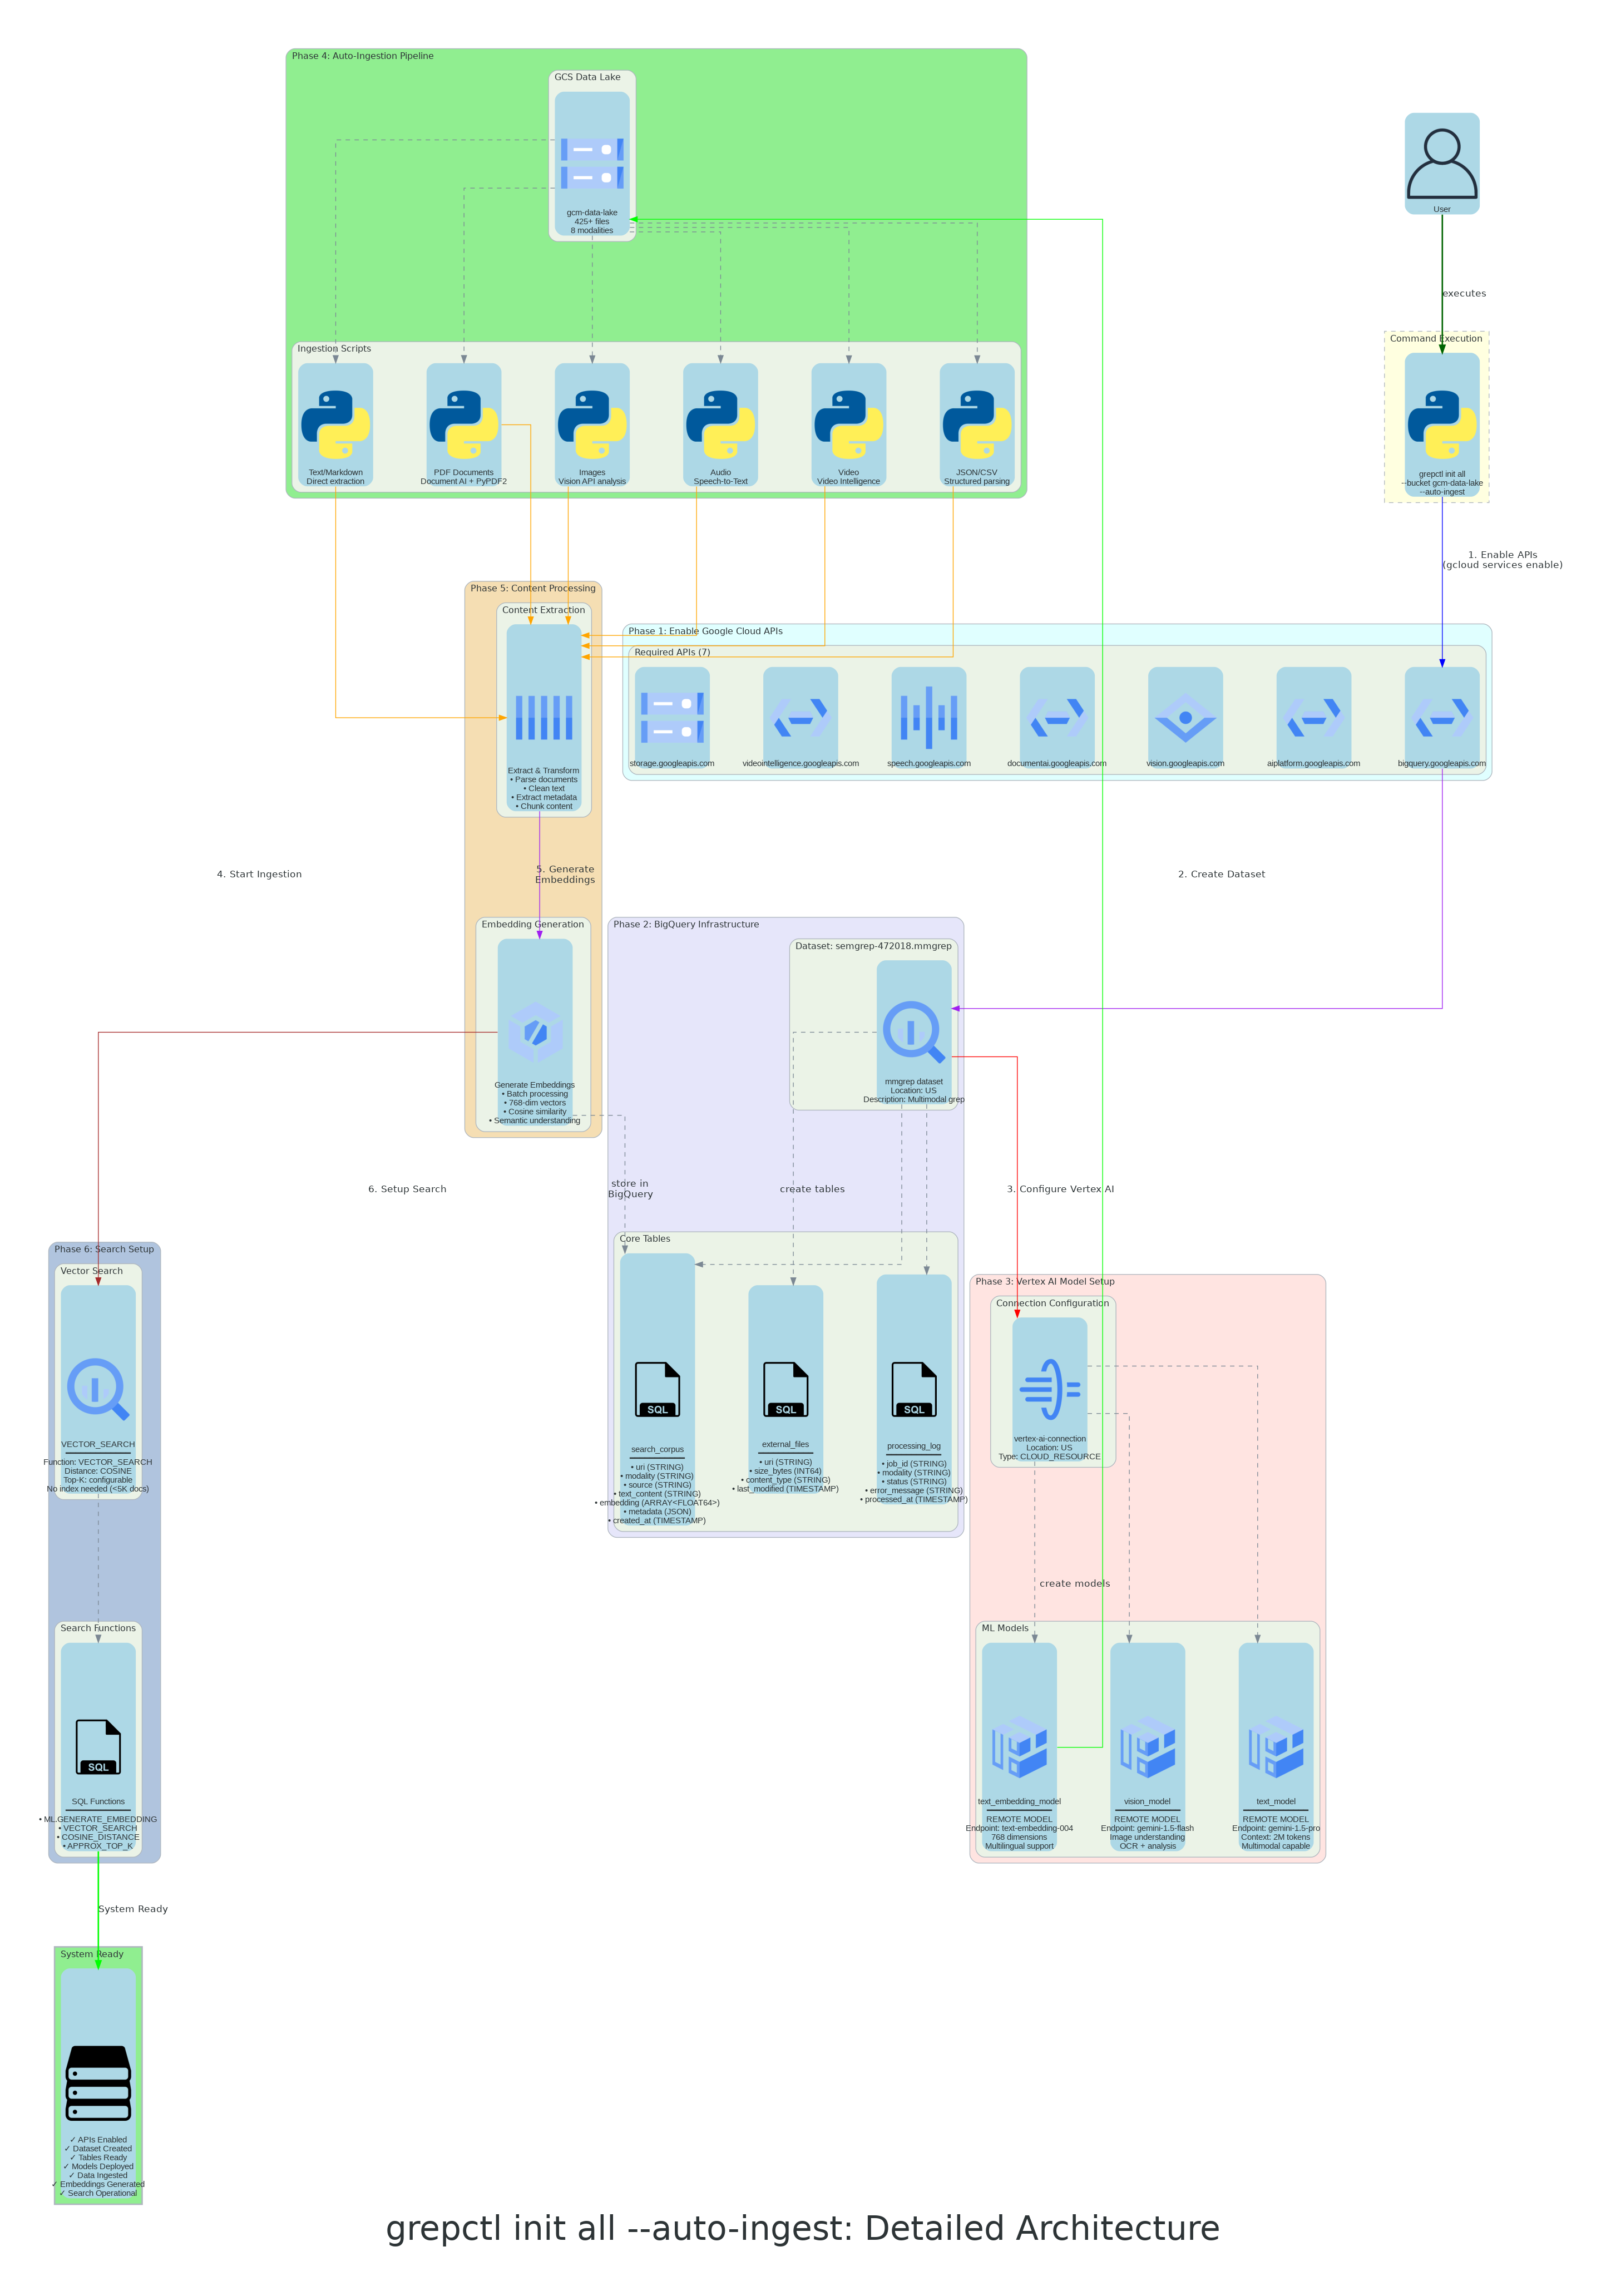 Phase 4: Auto-Ingestion Pipeline
GCS Data Lake
gcm-data-lake
425+ files
8 modalities
User
executes
Ingestion Scripts
Text/Markdown
Direct extraction
PDF Documents
Document AI + PyPDF2
Images
Vision API analysis
Audio
Speech-to-Text
Video
Video Intelligence
JSON/CSV
Structured parsing
Command Execution
grepctl init all
--bucket gcm-data-lake
--auto-ingest
1. Enable APIs
(gcloud services enable)
Phase 5: Content Processing
Content Extraction
Extract & Transform
• Parse documents
• Clean text
• Extract metadata
• Chunk content
Phase 1: Enable Google Cloud APIs
Required APIs (7)
storage.googleapis.com
videointelligence.googleapis.com
speech.googleapis.com
documentai.googleapis.com
vision.googleapis.com
aiplatform.googleapis.com
bigquery.googleapis.com
4. Start Ingestion
5. Generate
Embeddings
2. Create Dataset
Embedding Generation
Generate Embeddings
• Batch processing
• 768-dim vectors
• Cosine similarity
• Semantic understanding
Phase 2: BigQuery Infrastructure
Dataset: semgrep-472018.mmgrep
mmgrep dataset
Location: US
Description: Multimodal grep
6. Setup Search
store in
BigQuery
create tables
3. Configure Vertex AI
Phase 6: Search Setup
Vector Search
VECTOR_SEARCH
Function: VECTOR_SEARCH
Distance: COSINE
Top-K: configurable
No index needed (<5K docs)
Core Tables
search_corpus
• uri (STRING)
• modality (STRING)
• source (STRING)
• text_content (STRING)
• embedding (ARRAY<FLOAT64>)
• metadata (JSON)
• created_at (TIMESTAMP)
external_files
• uri (STRING)
• size_bytes (INT64)
• content_type (STRING)
• last_modified (TIMESTAMP)
processing_log
• job_id (STRING)
• modality (STRING)
• status (STRING)
• error_message (STRING)
• processed_at (TIMESTAMP)
SQL
SQL
SQL
Phase 3: Vertex AI Model Setup
Connection Configuration
vertex-ai-connection
Location: US
Type: CLOUD_RESOURCE
create models
Search Functions
SQL
SQL Functions
• ML.GENERATE_EMBEDDING
• VECTOR_SEARCH
• COSINE_DISTANCE
• APPROX_TOP_K
ML Models
text_embedding_model
REMOTE MODEL
Endpoint: text-embedding-004
768 dimensions
Multilingual support
vision_model
REMOTE MODEL
Endpoint: gemini-1.5-flash
Image understanding
OCR + analysis
text_model
REMOTE MODEL
Endpoint: gemini-1.5-pro
Context: 2M tokens
Multimodal capable
System Ready
System Ready
✓ APIs Enabled
✓ Dataset Created
✓ Tables Ready
✓ Models Deployed
✓ Data Ingested
✓ Embeddings Generated
✓ Search Operational
grepctl init all --auto-ingest: Detailed Architecture